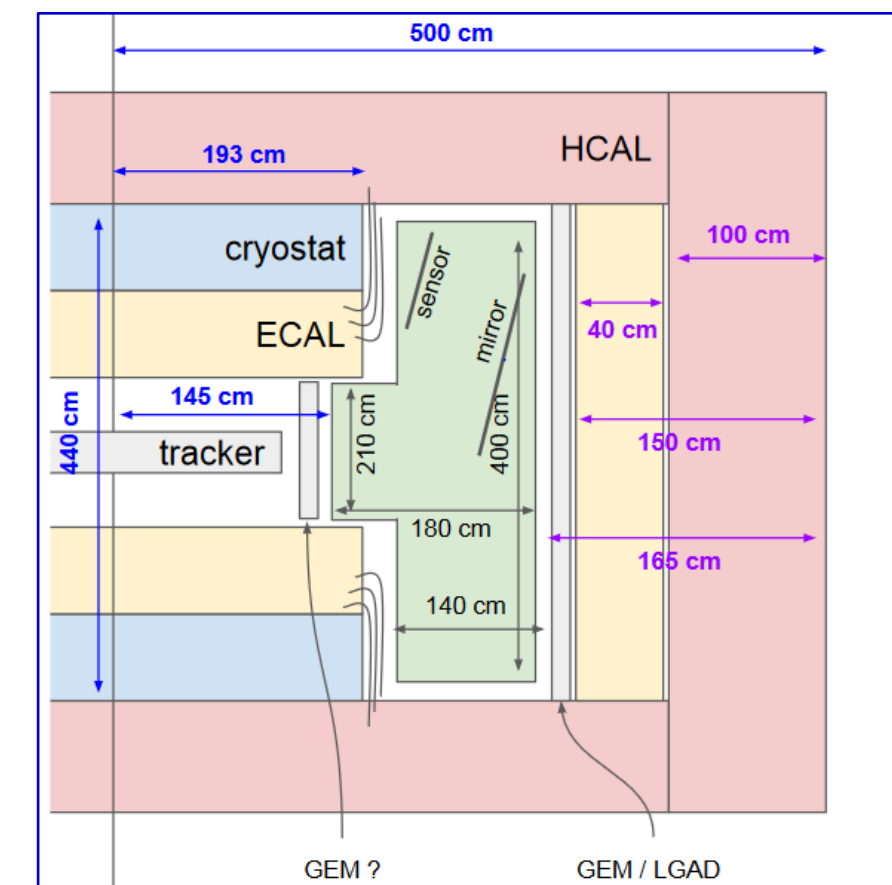 500 cm
HCAL
193 cm
cryostat
100 cm
sensor
mirror
40 cm
ECAL
145 cm
440 cm
210 cm
400 cm
150 cm
tracker
180 cm
165 cm
140 cm
GEM ?
GEM / LGAD